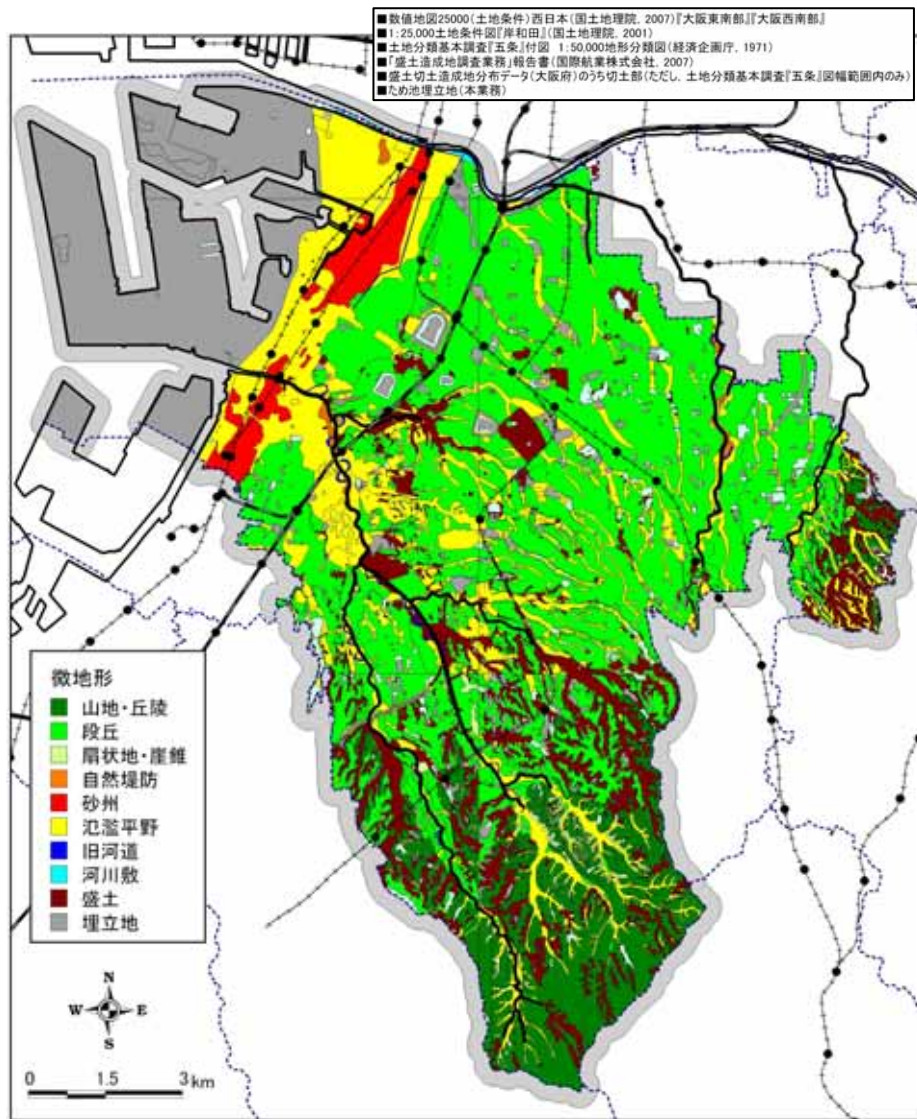 ■数値地図25000(土地条件)西日本(国土地理院, 2007)『大阪東南部』『大阪西南部』
■1:25,000土地条件図『岸和田』(国土地理院, 2001)
■土地分類基本調査『五条』付図 1:50,000地形分類図(経済企画庁, 1971)
■『盛土造成地調査業務』報告書(国際航業株式会社, 2007)
■盛土切土造成地分布データ(大阪府)のうち切土部(ただし、土地分類基本調査『五条』図幅範囲内のみ)
■ため池埋立地(本業務)
微地形
山地・丘陵
段丘
扇状地・崖錐
自然堤防
砂州
氾濫平野
旧河道
河川敷
盛土
埋立地
N
W E
S
0 1.5 3 km